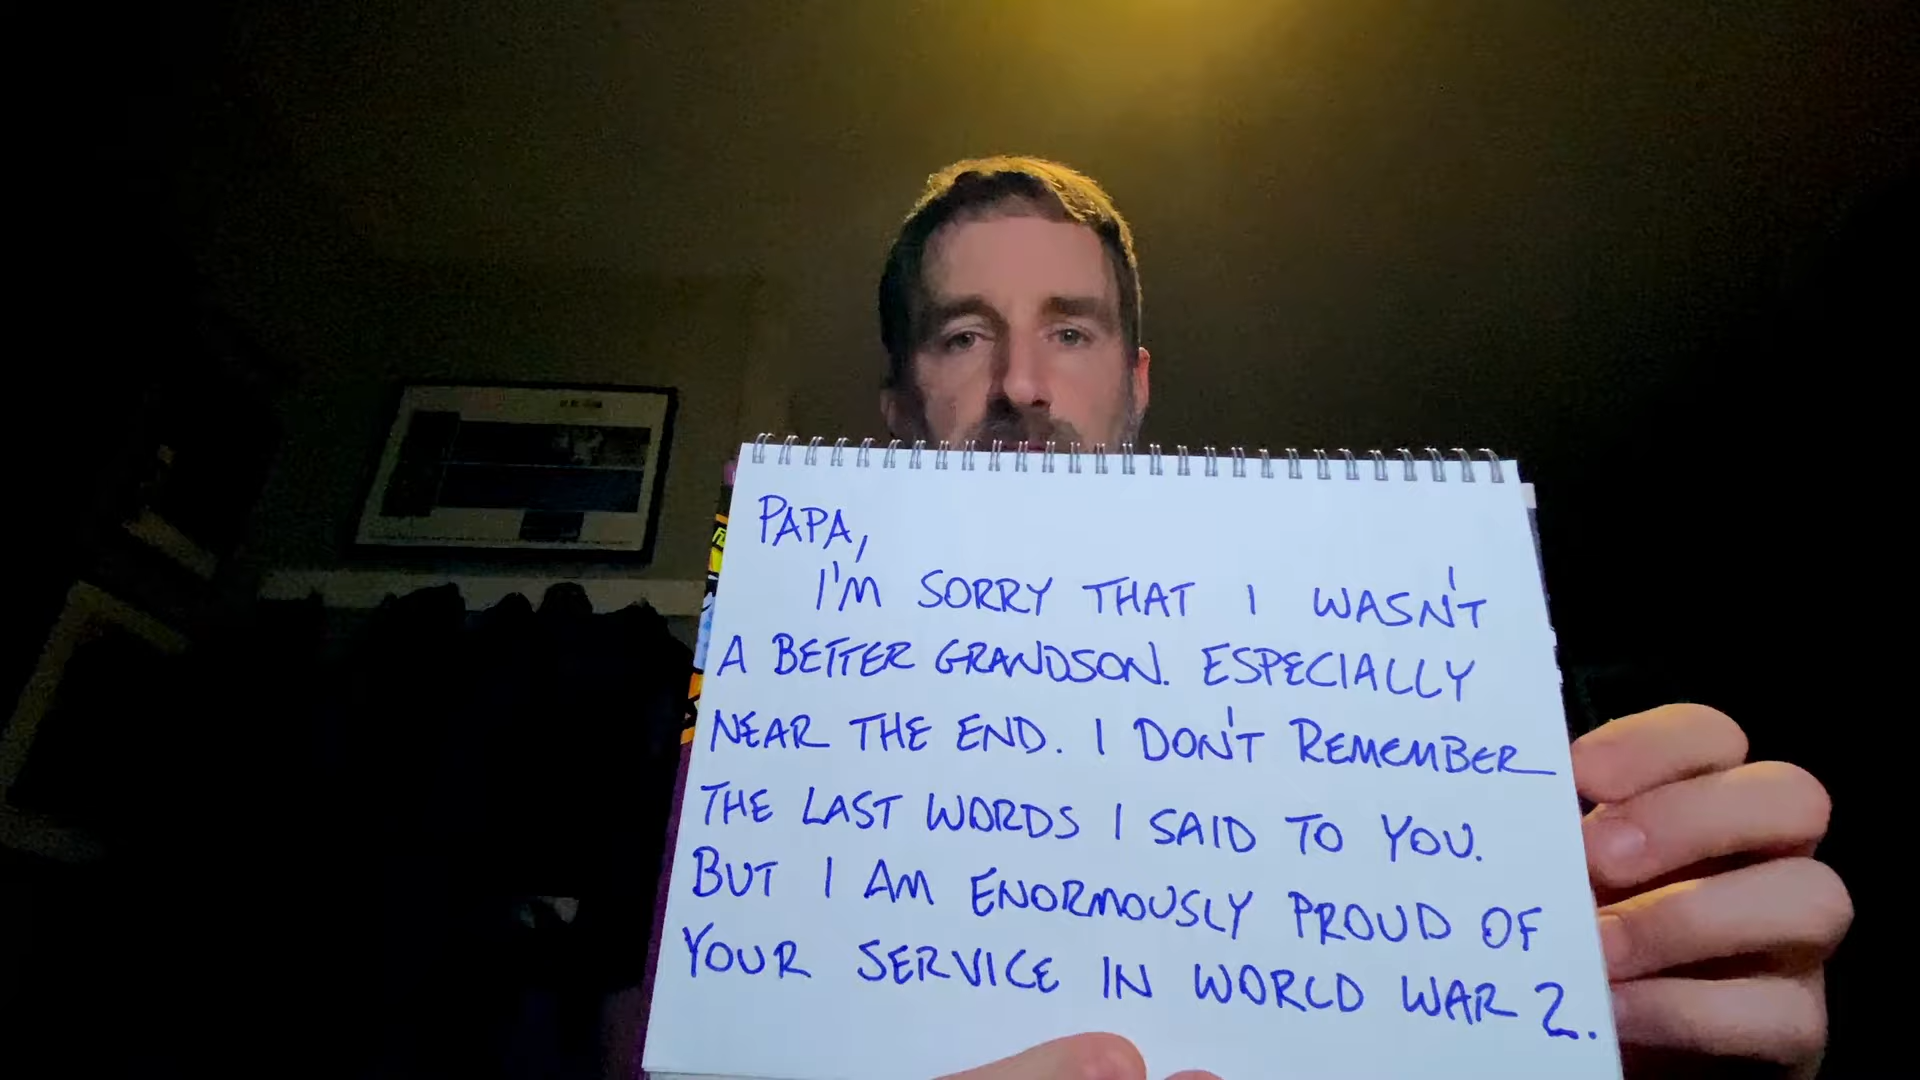 PAPA,
I'M SORRY THAT I WASN'T
A BETTER GRANDSON. ESPECIALLY
NEAR THE END. I DON'T REMEMBER
THE LAST WORDS I SAID TO YOU.
BUT I AM ENORMOUSLY PROUD OF
YOUR SERVICE IN WORLD WAR 2.